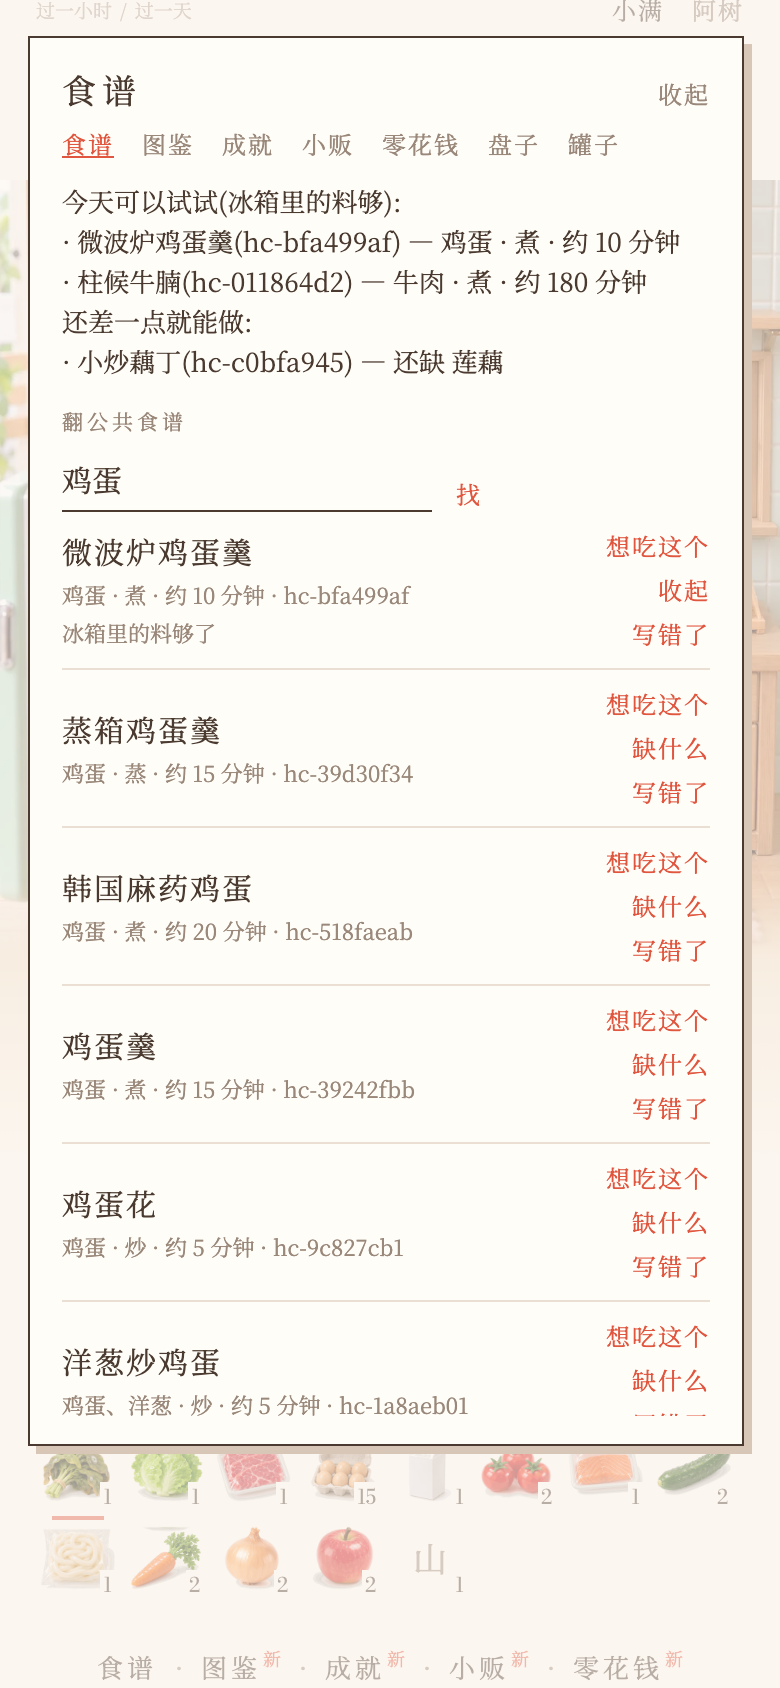 过一小时 / 过一天
小满 阿树
食谱
收起
食谱 图鉴 成就 小贩 零花钱 盘子 罐子
今天可以试试(冰箱里的料够):
· 微波炉鸡蛋羹(hc-bfa499af) — 鸡蛋 · 煮 · 约 10 分钟
· 柱候牛腩(hc-011864d2) — 牛肉 · 煮 · 约 180 分钟
还差一点就能做:
· 小炒藕丁(hc-c0bfa945) — 还缺 莲藕
翻公共食谱
鸡蛋
找
微波炉鸡蛋羹
鸡蛋 · 煮 · 约 10 分钟 · hc-bfa499af
冰箱里的料够了
想吃这个
收起
写错了
蒸箱鸡蛋羹
鸡蛋 · 蒸 · 约 15 分钟 · hc-39d30f34
想吃这个
缺什么
写错了
韩国麻药鸡蛋
鸡蛋 · 煮 · 约 20 分钟 · hc-518faeab
想吃这个
缺什么
写错了
鸡蛋羹
鸡蛋 · 煮 · 约 15 分钟 · hc-39242fbb
想吃这个
缺什么
写错了
鸡蛋花
鸡蛋 · 炒 · 约 5 分钟 · hc-9c827cb1
想吃这个
缺什么
写错了
洋葱炒鸡蛋
鸡蛋、洋葱 · 炒 · 约 5 分钟 · hc-1a8aeb01
想吃这个
缺什么
1 1 1 15 1 2 1 2
1 2 2 2 山 1
食谱 · 图鉴新 · 成就新 · 小贩新 · 零花钱新